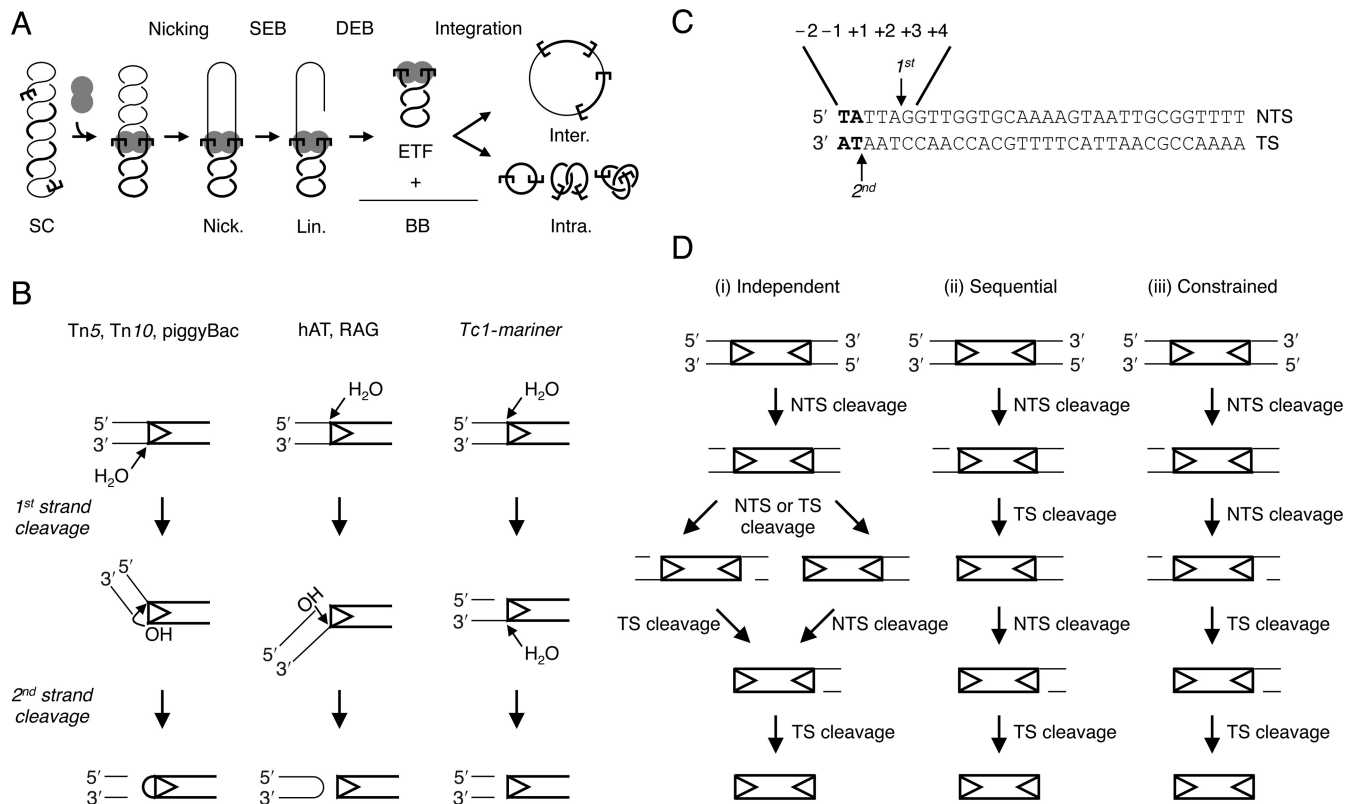 A
Nicking SEB DEB Integration
SC
Nick.
Lin.
ETF
+
BB
Inter.
Intra.
B
Tn5, Tn10, piggyBac hAT, RAG Tc1-mariner
H2O H2O
5′ 5′ 5′
3′ 3′ 3′
H2O
1st strand
cleavage
3′ 5′
OH
OH
5′
3′
5′
3′
H2O
2nd strand
cleavage
5′ 5′ 5′
3′ 3′ 3′
C
−2 −1 +1 +2 +3 +4
1st
5′ TATTAGGTTGGTGCAAAAGTAATTGCGGTTTT NTS
3′ ATAATCCAACCACGTTTTCATTAACGCCAAAA TS
2nd
D
(i) Independent (ii) Sequential (iii) Constrained
5′ 3′ 5′ 3′ 5′ 3′
3′ 5′ 3′ 5′ 3′ 5′
NTS cleavage NTS cleavage NTS cleavage
NTS or TS
cleavage
TS cleavage NTS cleavage
TS cleavage NTS cleavage NTS cleavage TS cleavage
TS cleavage TS cleavage TS cleavage